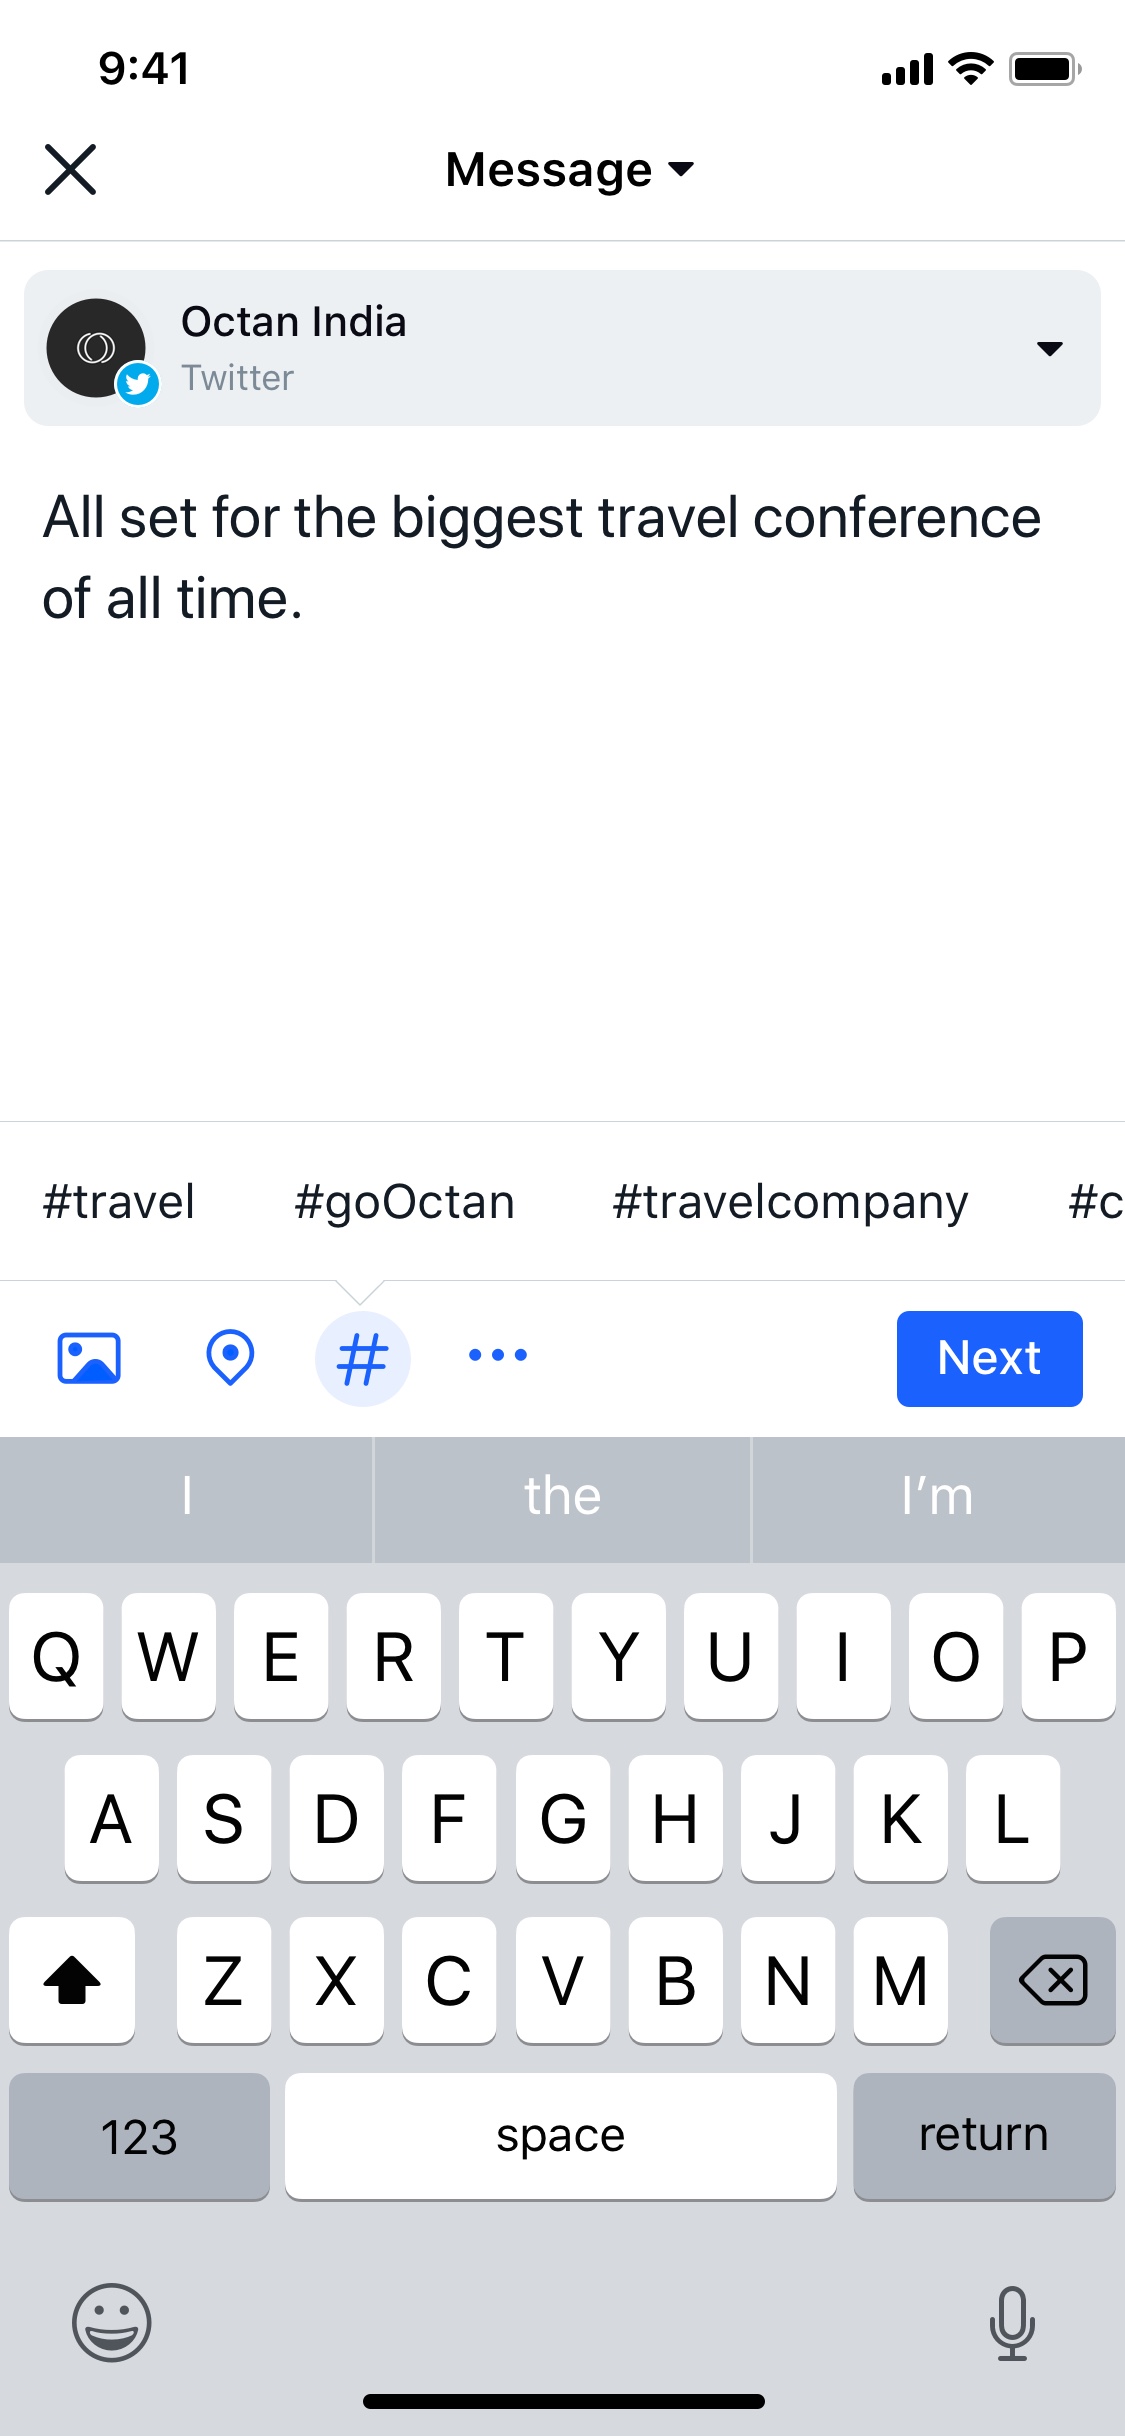 9:41
Message
Octan India
Twitter
All set for the biggest travel conference
of all time.
#travel #goOctan #travelcompany #c
# Next
I the I’m
Q W E R T Y U I O P
A S D F G H J K L
Z X C V B N M
123 space return